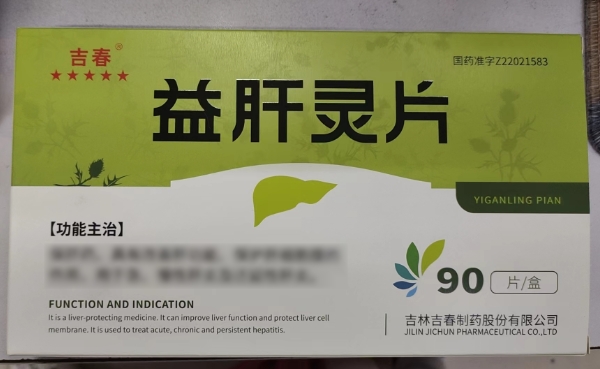 吉春®
国药准字Z22021583
益肝灵片
YIGANLING PIAN
【功能主治】
90 片/盒
FUNCTION AND INDICATION
It is a liver-protecting medicine. It can improve liver function and protect liver cell
membrane. It is used to treat acute, chronic and persistent hepatitis.
吉林吉春制药股份有限公司
JILIN JICHUN PHARMACEUTICAL CO.,LTD